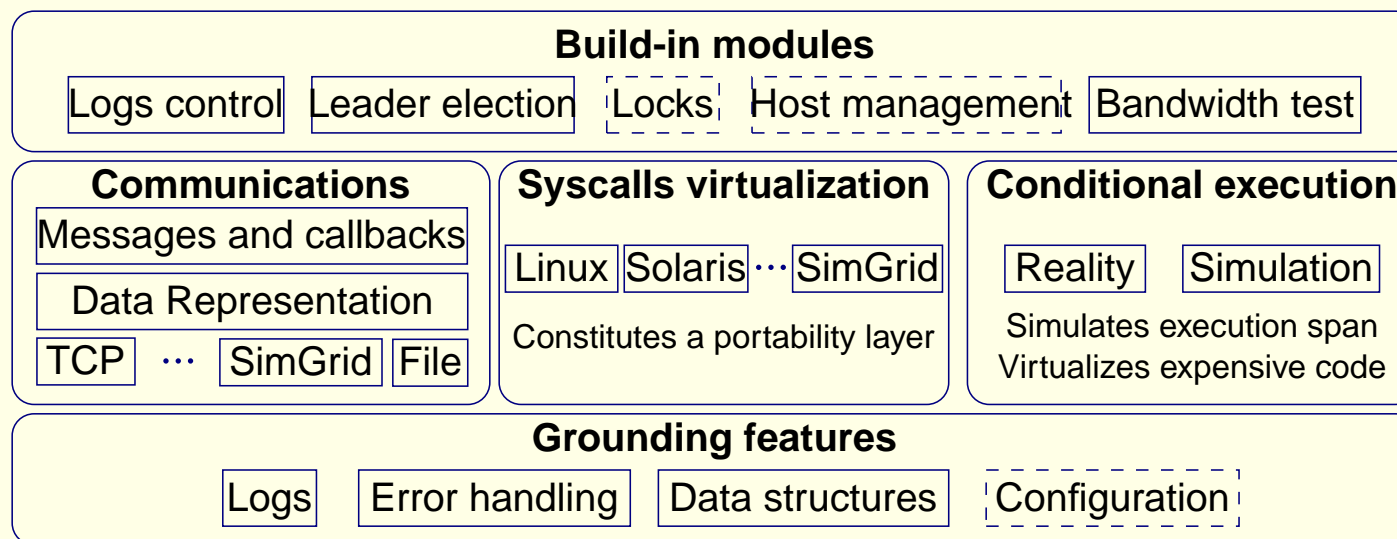 Build-in modules
Logs control Leader election Locks Host management Bandwidth test
Communications
Messages and callbacks
Data Representation
TCP ... SimGrid File
Syscalls virtualization
Linux Solaris ... SimGrid
Constitutes a portability layer
Conditional execution
Reality Simulation
Simulates execution span
Virtualizes expensive code
Grounding features
Logs Error handling Data structures Configuration